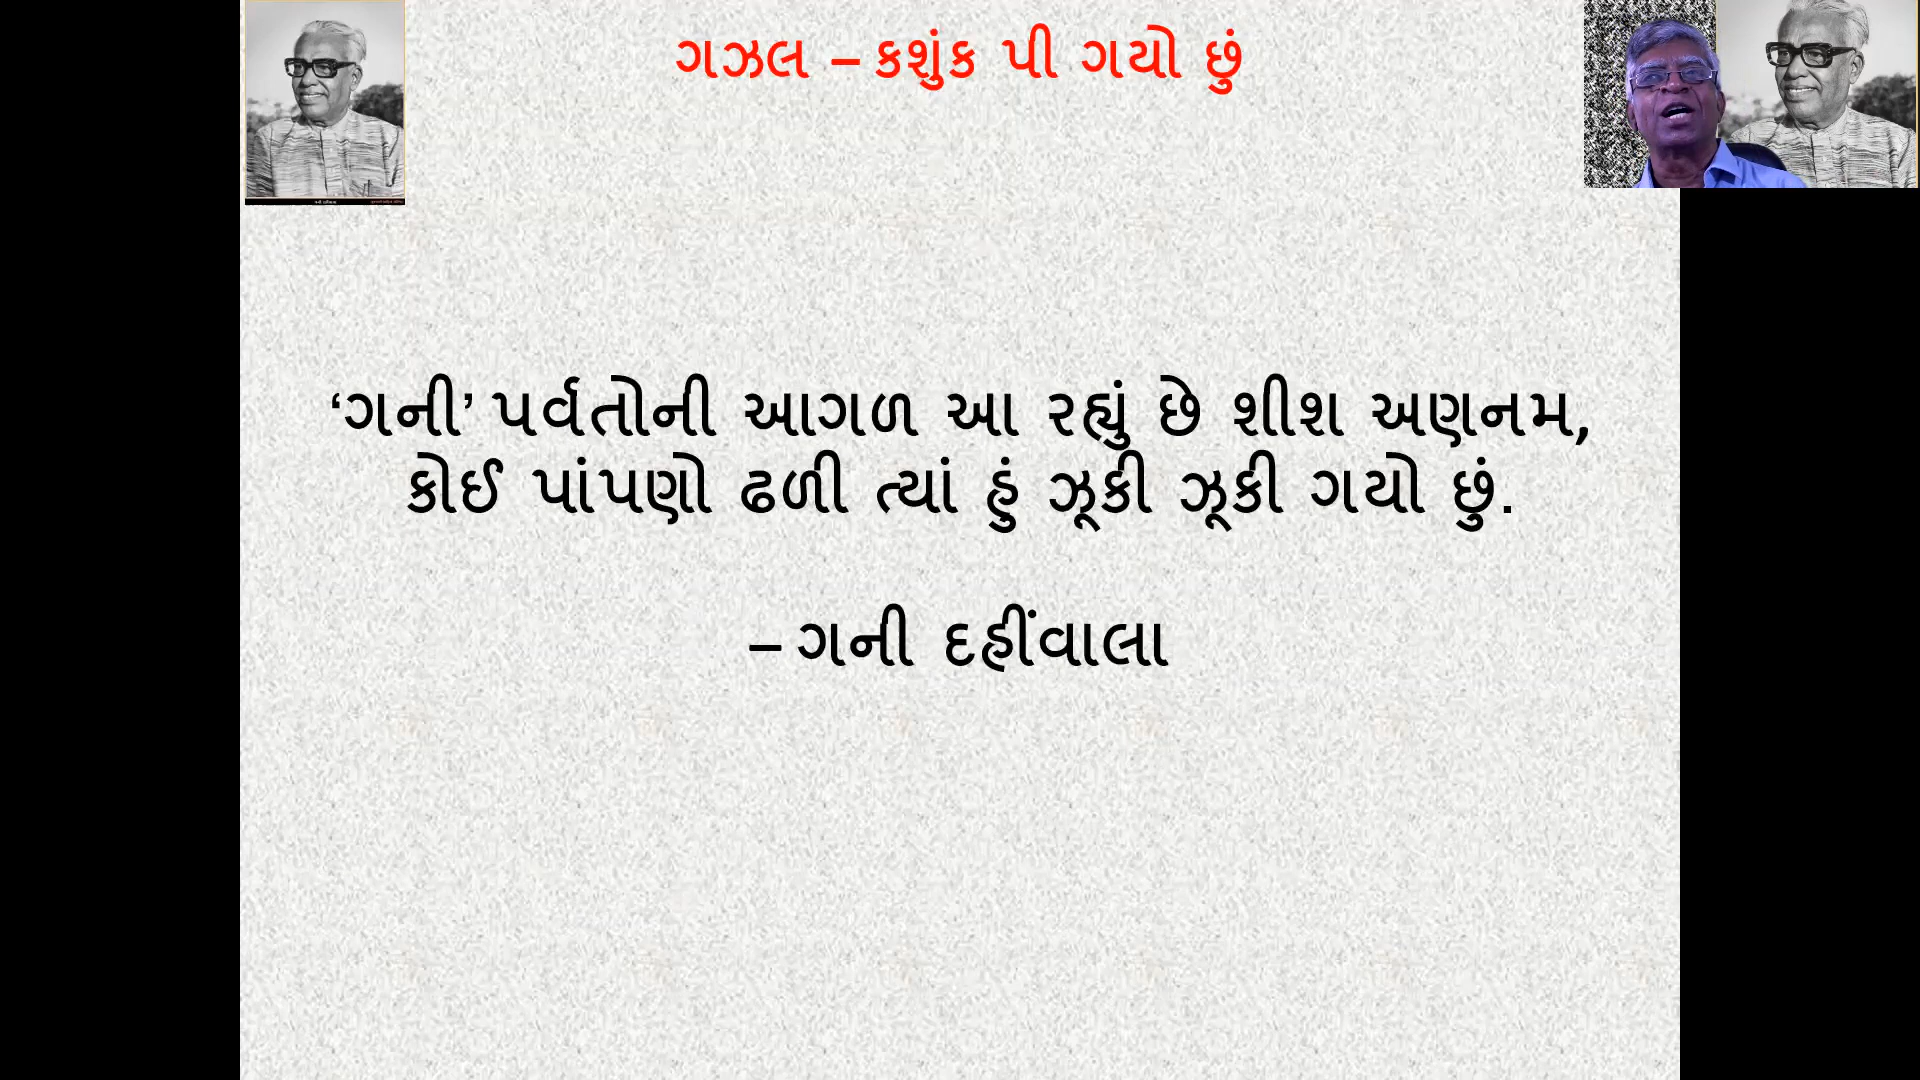 ગઝલ – કશુંક પી ગયો છું
‘ગની’ પર્વતોની આગળ આ રહ્યું છે શીશ અણનમ,
કોઈ પાંપણો ઢળી ત્યાં હું ઝૂકી ઝૂકી ગયો છું.
– ગની દહીંવાલા